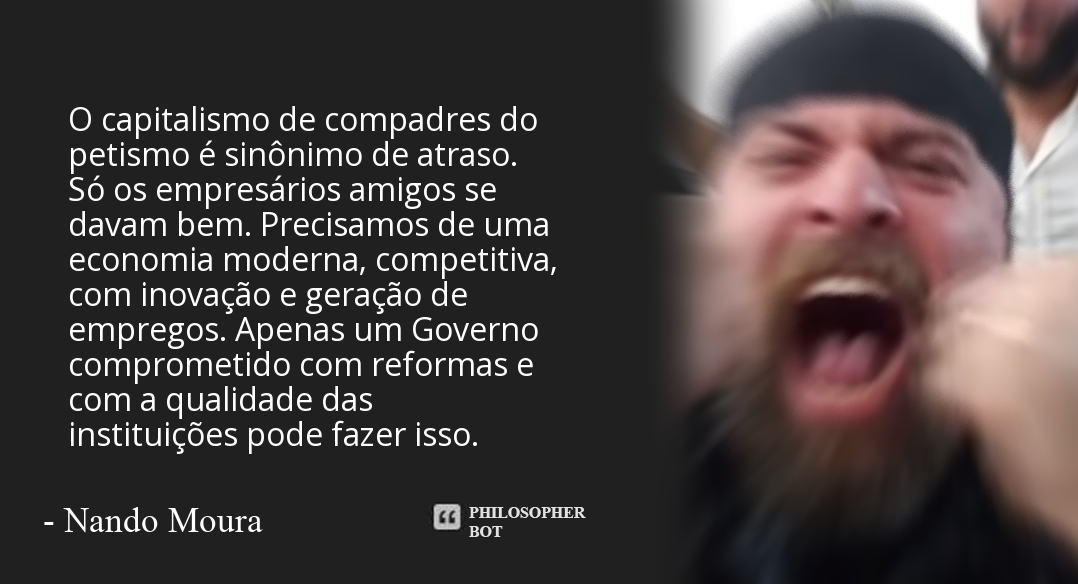 O capitalismo de compadres do
petismo é sinônimo de atraso.
Só os empresários amigos se
davam bem. Precisamos de uma
economia moderna, competitiva,
com inovação e geração de
empregos. Apenas um Governo
comprometido com reformas e
com a qualidade das
instituições pode fazer isso.
- Nando Moura
PHILOSOPHER
BOT